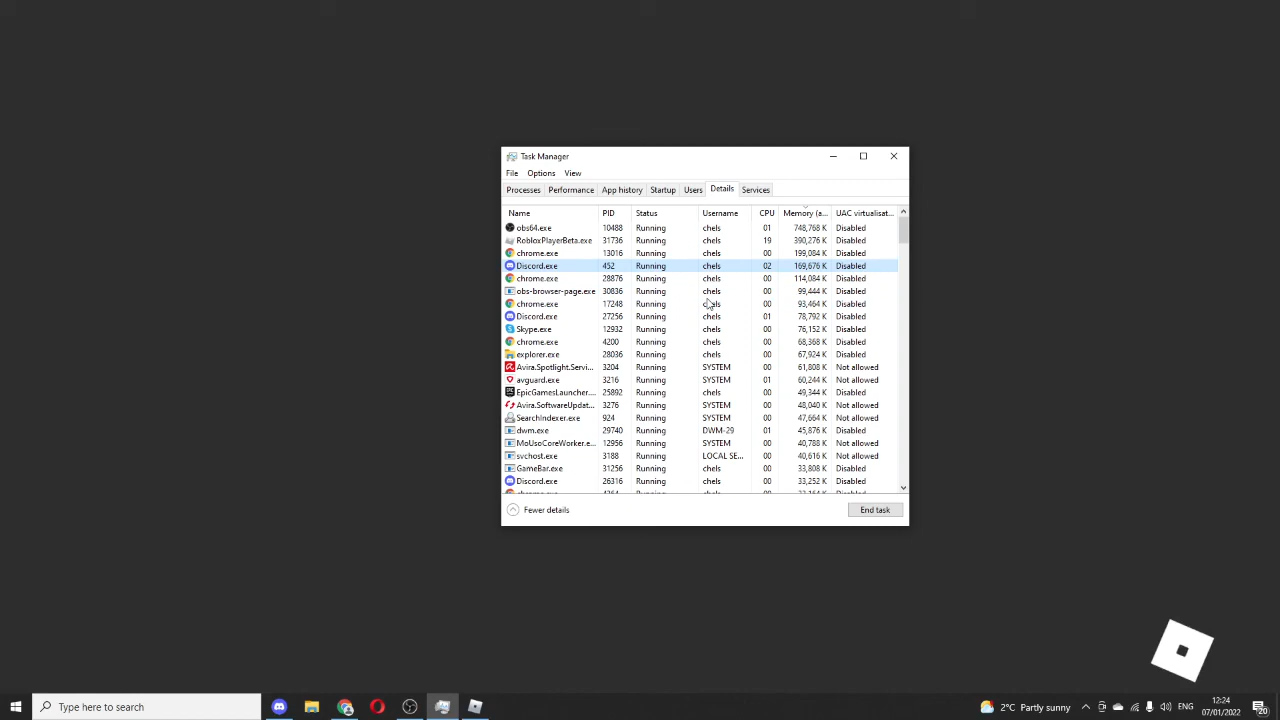 Task Manager
File Options View
Processes Performance App history Startup Users Details Services
Name PID Status Username CPU Memory (a... UAC virtualisat...
obs64.exe 10488 Running chels 01 748,768 K Disabled
RobloxPlayerBeta.exe 31736 Running chels 19 390,276 K Disabled
chrome.exe 13016 Running chels 00 199,084 K Disabled
Discord.exe 452 Running chels 02 169,676 K Disabled
chrome.exe 28876 Running chels 00 114,084 K Disabled
obs-browser-page.exe 30836 Running chels 00 99,444 K Disabled
chrome.exe 17248 Running chels 00 93,464 K Disabled
Discord.exe 27256 Running chels 01 78,792 K Disabled
Skype.exe 12932 Running chels 00 76,152 K Disabled
chrome.exe 4200 Running chels 00 68,368 K Disabled
explorer.exe 28036 Running chels 00 67,924 K Disabled
Avira.Spotlight.Servi... 3204 Running SYSTEM 00 61,808 K Not allowed
avguard.exe 3216 Running SYSTEM 01 60,244 K Not allowed
EpicGamesLauncher.... 25892 Running chels 00 49,344 K Disabled
Avira.SoftwareUpdat... 3276 Running SYSTEM 00 48,040 K Not allowed
SearchIndexer.exe 924 Running SYSTEM 00 47,664 K Not allowed
dwm.exe 29740 Running DWM-29 01 45,876 K Disabled
MoUsoCoreWorker.e... 12956 Running SYSTEM 00 40,788 K Not allowed
svchost.exe 3188 Running LOCAL SE... 00 40,616 K Not allowed
GameBar.exe 31256 Running chels 00 33,808 K Disabled
Discord.exe 26316 Running chels 00 33,252 K Disabled
Fewer details End task
Type here to search
2°C Partly sunny ENG
12:24
07/01/2022
20